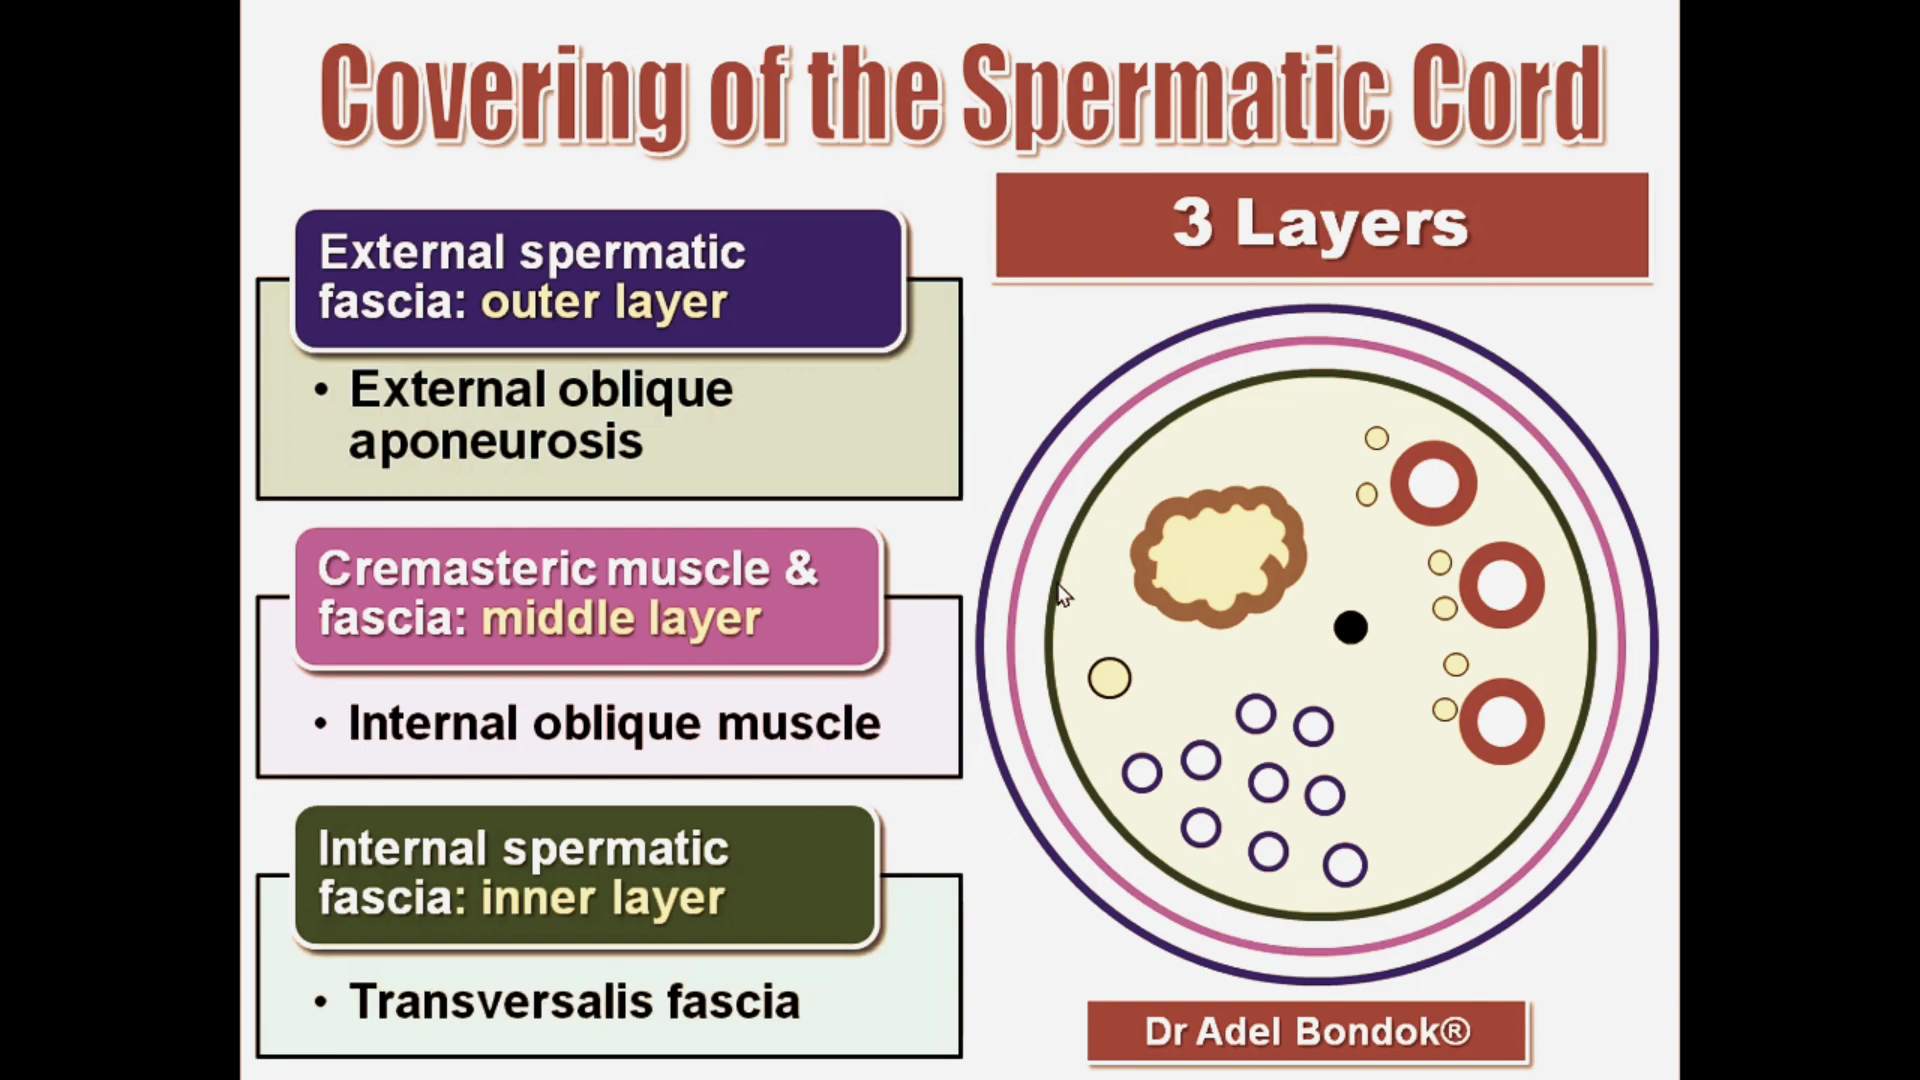 Covering of the Spermatic Cord
External spermatic
fascia: outer layer
• External oblique
aponeurosis
Cremasteric muscle &
fascia: middle layer
• Internal oblique muscle
Internal spermatic
fascia: inner layer
• Transversalis fascia
3 Layers
Dr Adel Bondok®